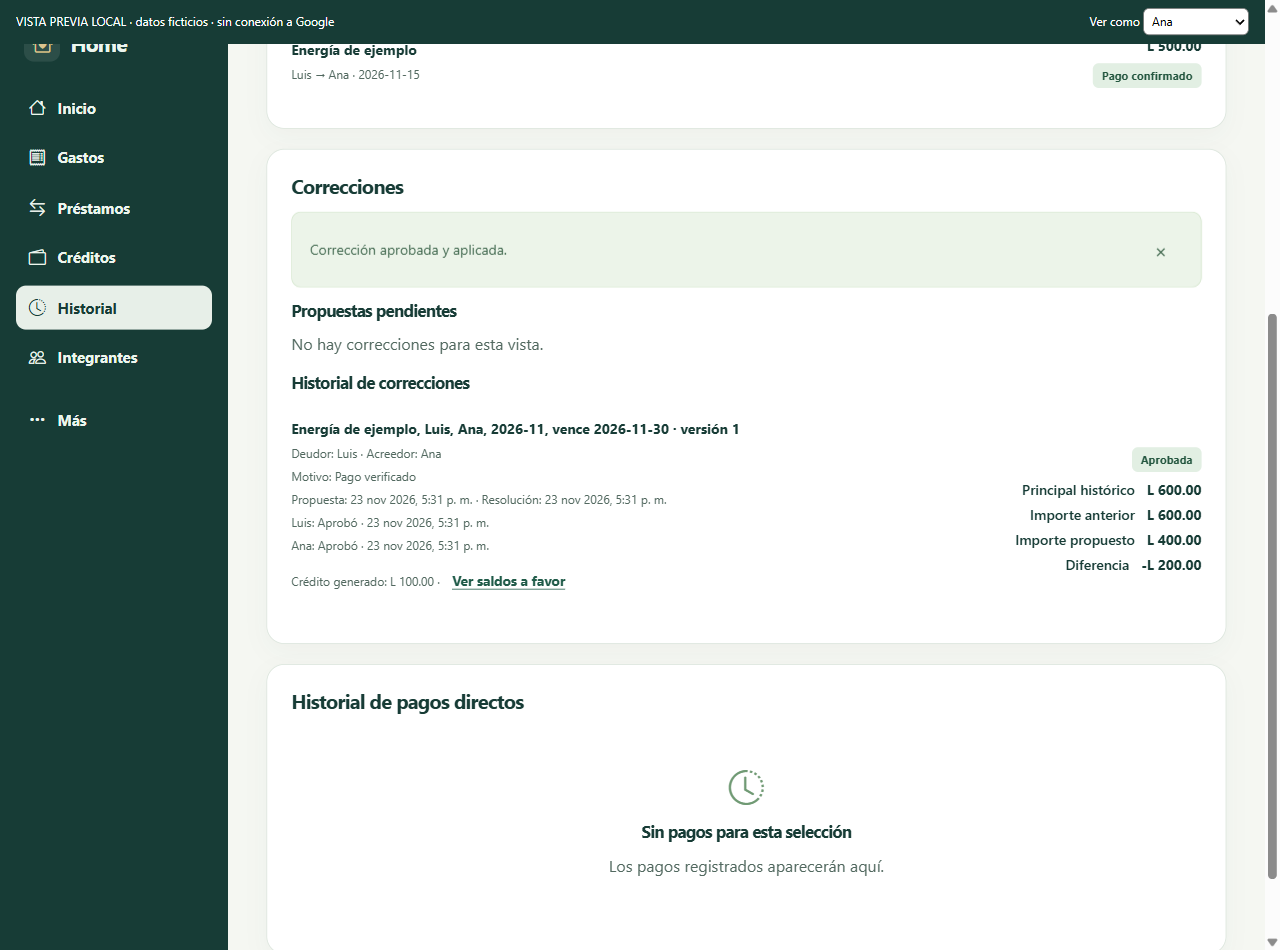 VISTA PREVIA LOCAL · datos ficticios · sin conexión a Google
Ver como Ana
Home
Inicio
Gastos
Préstamos
Créditos
Historial
Integrantes
Más
Energía de ejemplo
L 500.00
Luis → Ana · 2026-11-15
Pago confirmado
Correcciones
Corrección aprobada y aplicada.
×
Propuestas pendientes
No hay correcciones para esta vista.
Historial de correcciones
Energía de ejemplo, Luis, Ana, 2026-11, vence 2026-11-30 · versión 1
Deudor: Luis · Acreedor: Ana
Motivo: Pago verificado
Propuesta: 23 nov 2026, 5:31 p. m. · Resolución: 23 nov 2026, 5:31 p. m.
Luis: Aprobó · 23 nov 2026, 5:31 p. m.
Ana: Aprobó · 23 nov 2026, 5:31 p. m.
Crédito generado: L 100.00 · Ver saldos a favor
Aprobada
Principal histórico L 600.00
Importe anterior L 600.00
Importe propuesto L 400.00
Diferencia -L 200.00
Historial de pagos directos
Sin pagos para esta selección
Los pagos registrados aparecerán aquí.